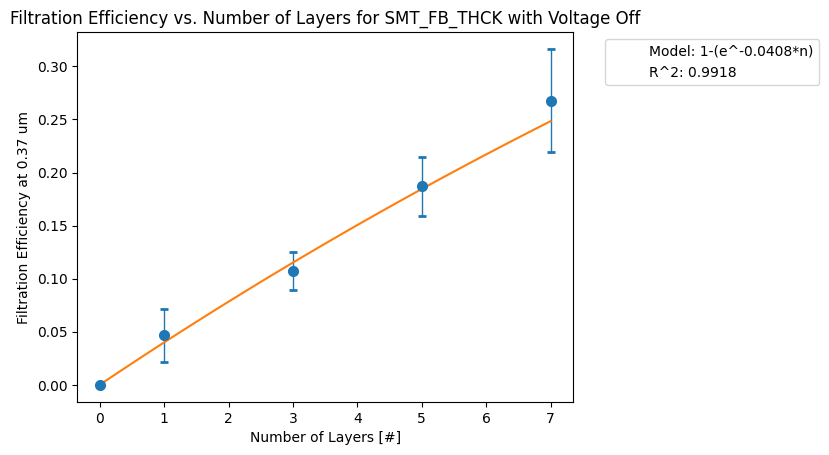 Filtration Efficiency vs. Number of Layers for SMT_FB_THCK with Voltage Off
Model: 1-(e^-0.0408*n)
R^2: 0.9918
Filtration Efficiency at 0.37 um
0.30
0.25
0.20
0.15
0.10
0.05
0.00
0 1 2 3 4 5 6 7
Number of Layers [#]